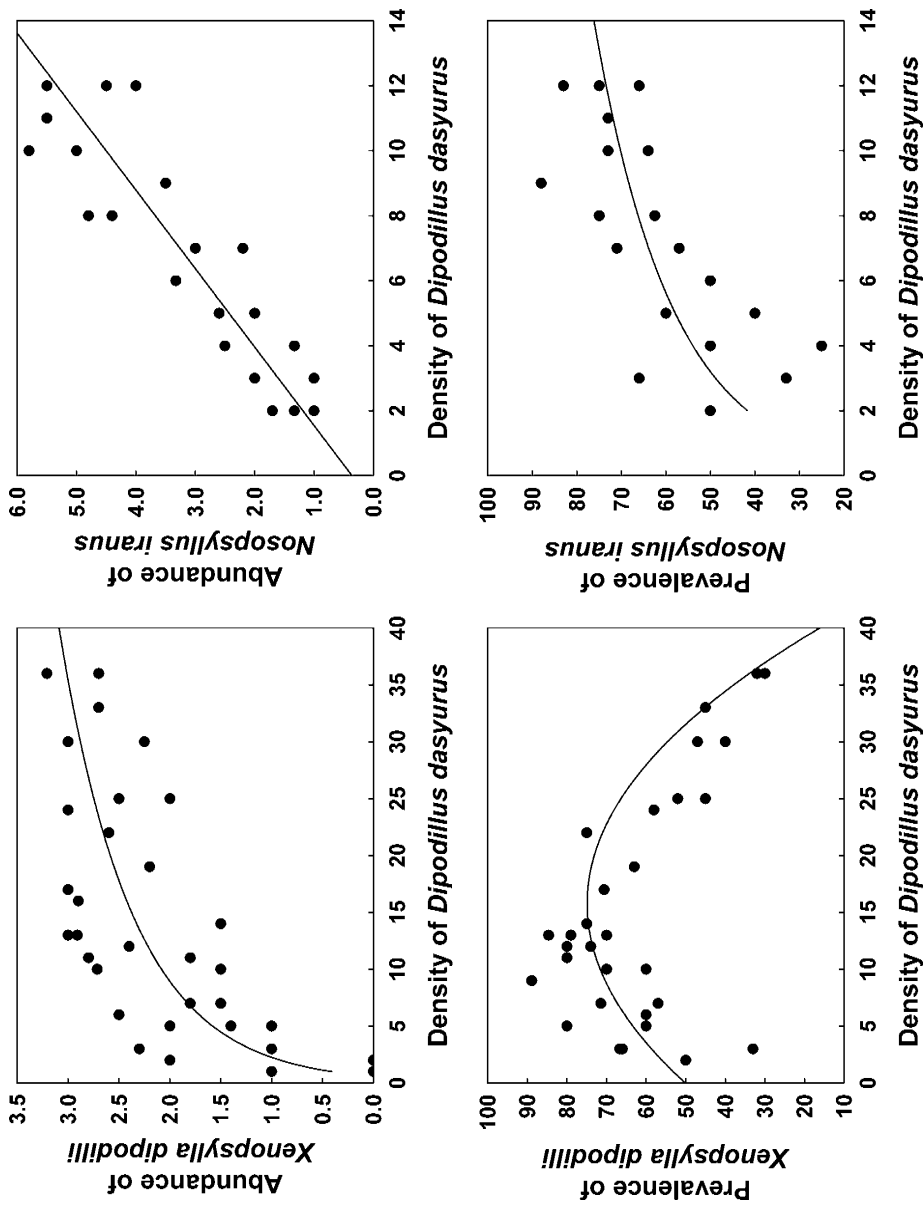 Abundance of
Xenopsylla dipodilli
3.5
3.0
2.5
2.0
1.5
1.0
0.5
0.0
0 5 10 15 20 25 30 35 40
Density of Dipodillus dasyurus
Abundance of
Nosopsyllus iranus
6.0
5.0
4.0
3.0
2.0
1.0
0.0
0 2 4 6 8 10 12 14
Density of Dipodillus dasyurus
Prevalence of
Xenopsylla dipodilli
100
90
80
70
60
50
40
30
20
10
0 5 10 15 20 25 30 35 40
Density of Dipodillus dasyurus
Prevalence of
Nosopsyllus iranus
100
90
80
70
60
50
40
30
20
0 2 4 6 8 10 12 14
Density of Dipodillus dasyurus